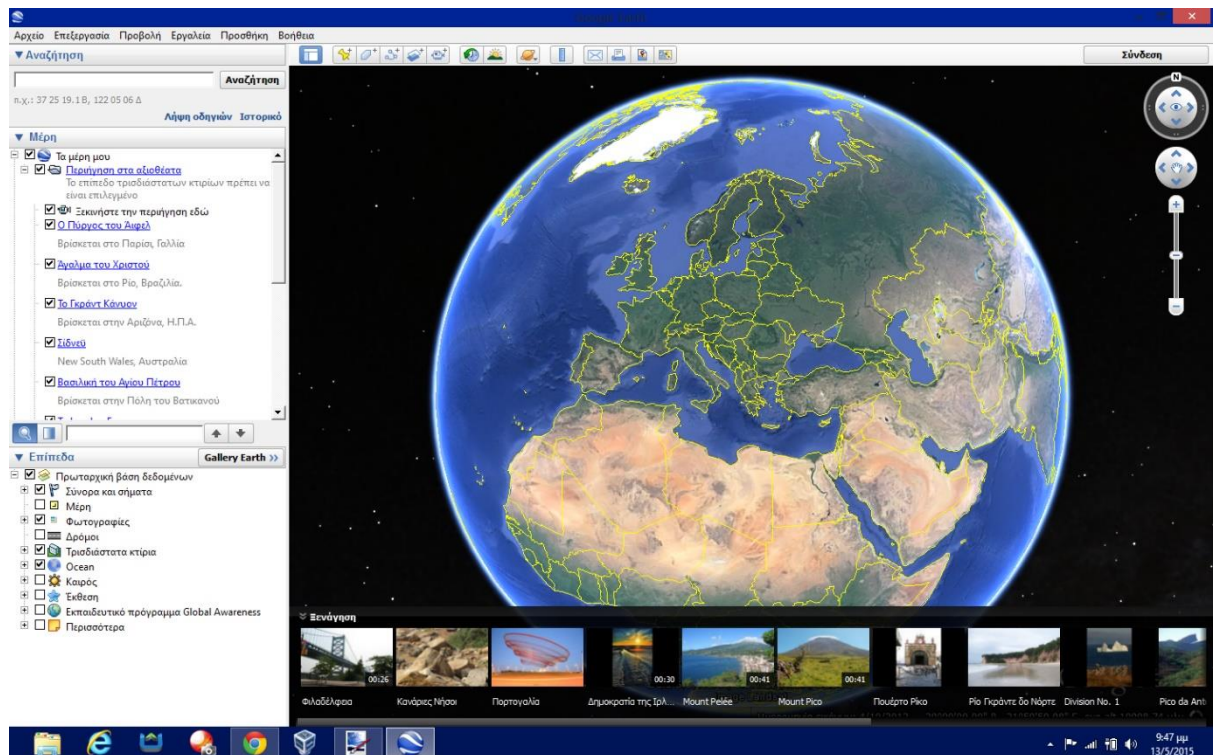 Αρχείο Επεξεργασία Προβολή Εργαλεία Προσθήκη Βοήθεια
Αναζήτηση
Σύνδεση
Αναζήτηση
π.χ.: 37 25 19.1 Β, 122 05 06 Δ
Λήψη οδηγιών Ιστορικό
Μέρη
Τα μέρη μου
Περιήγηση στα αξιοθέατα
Το επίπεδο τρισδιάστατων κτιρίων πρέπει να
είναι επιλεγμένο
Ξεκινήστε την περιήγηση εδώ
Ο Πύργος του Άιφελ
Βρίσκεται στο Παρίσι, Γαλλία
Άγαλμα του Χριστού
Βρίσκεται στο Ρίο, Βραζιλία.
Το Γκράντ Κάνυον
Βρίσκεται στην Αριζόνα, Η.Π.Α.
Σίδνεϋ
New South Wales, Αυστραλία
Βασιλική του Αγίου Πέτρου
Βρίσκεται στην Πόλη του Βατικανού
Επίπεδα
Gallery Earth >>
Πρωταρχική βάση δεδομένων
Σύνορα και σήματα
Μέρη
Φωτογραφίες
Δρόμοι
Τρισδιάστατα κτίρια
Ocean
Καιρός
Έκθεση
Εκπαιδευτικό πρόγραμμα Global Awareness
Περισσότερα
N
Ξενάγηση
00:26 00:30 00:41 00:41
Φιλαδέλφεια Κανάριες Νήσοι Πορτογαλία Δημοκρατία της Ιρλ... Mount Pelée Mount Pico Πουέρτο Ρίκο Ρίο Γκράντε δο Νόρτε Division No. 1 Pico da Ant
9:47 μμ
13/5/2015